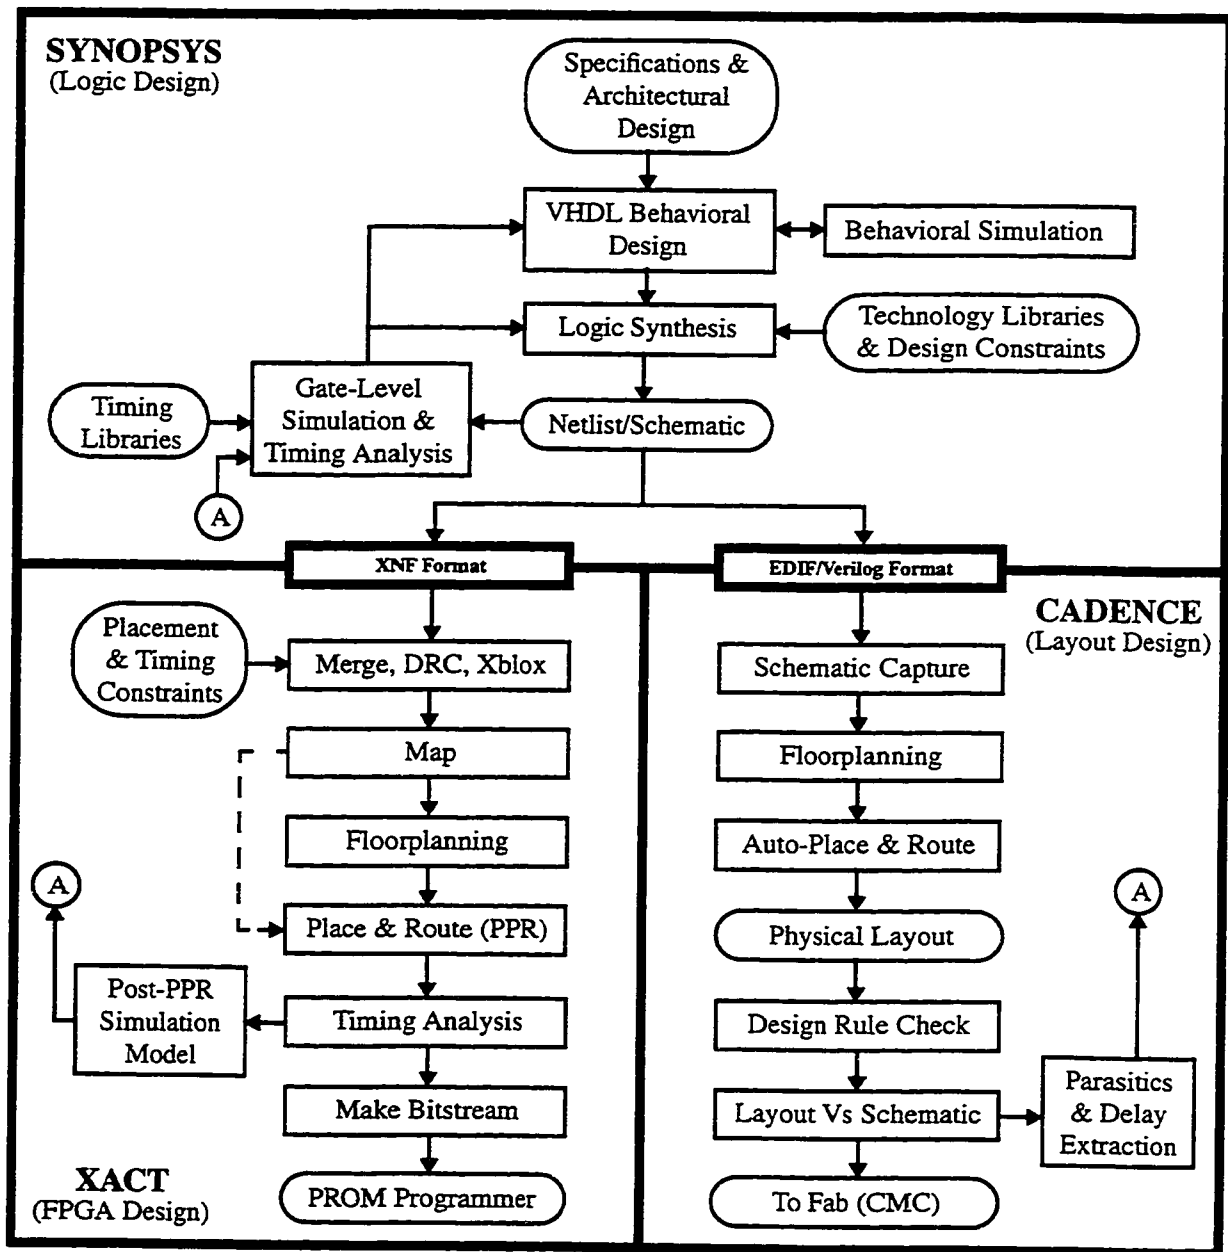 SYNOPSYS
(Logic Design)
Specifications &
Architectural
Design
VHDL Behavioral
Design
Behavioral Simulation
Logic Synthesis
Technology Libraries
& Design Constraints
Timing
Libraries
Gate-Level
Simulation &
Timing Analysis
Netlist/Schematic
A
XNF Format
EDIF/Verilog Format
Placement
& Timing
Constraints
Merge, DRC, Xblox
Map
Floorplanning
A
Place & Route (PPR)
Post-PPR
Simulation
Model
Timing Analysis
Make Bitstream
XACT
(FPGA Design)
PROM Programmer
CADENCE
(Layout Design)
Schematic Capture
Floorplanning
Auto-Place & Route
A
Physical Layout
Design Rule Check
Layout Vs Schematic
Parasitics
& Delay
Extraction
To Fab (CMC)